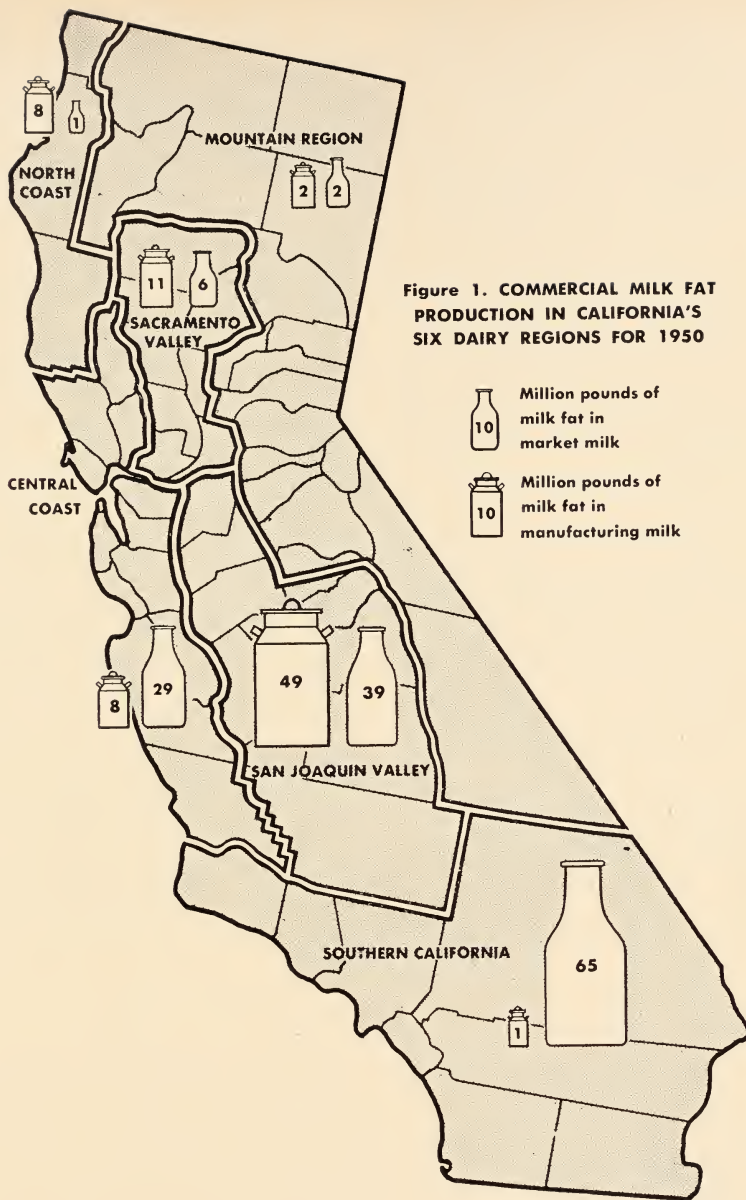 8
1
NORTH
COAST
MOUNTAIN REGION
2
2
11
6
SACRAMENTO
VALLEY
Figure 1. COMMERCIAL MILK FAT
PRODUCTION IN CALIFORNIA'S
SIX DAIRY REGIONS FOR 1950
10
Million pounds of
milk fat in
market milk
10
Million pounds of
milk fat in
manufacturing milk
CENTRAL
COAST
8
29
49
39
SAN JOAQUIN VALLEY
SOUTHERN CALIFORNIA
1
65